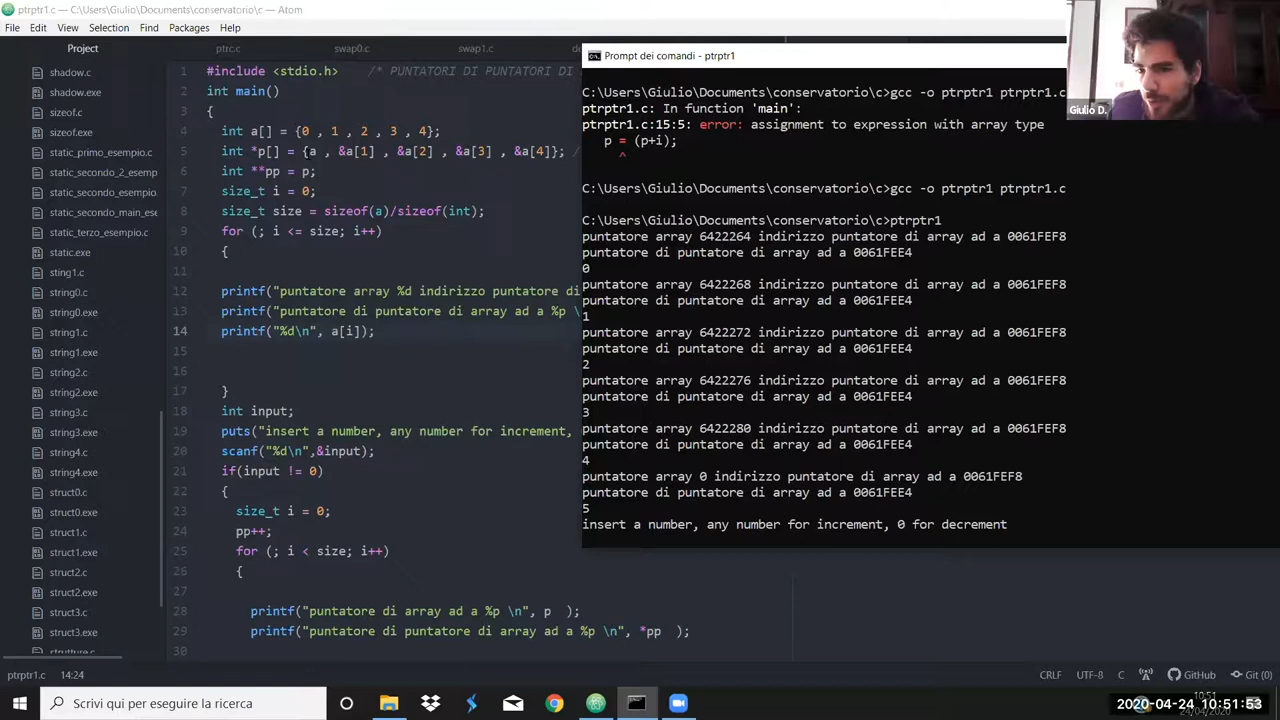 ptrptr1.c — C:\Users\Giulio\Documents\conservatorio\c — Atom
File Edit View Selection Find Packages Help
Project
ptrc.c
swap0.c
swap1.c
shadow.c
shadow.exe
sizeof.c
sizeof.exe
static_primo_esempio.c
static_secondo_2_esemp
static_secondo_esempio.
static_secondo_main_ese
static_terzo_esempio.c
static.exe
sting1.c
string0.c
string0.exe
string1.c
string1.exe
string2.c
string2.exe
string3.c
string3.exe
string4.c
string4.exe
struct0.c
struct0.exe
struct1.c
struct1.exe
struct2.c
struct2.exe
struct3.c
struct3.exe
strutture.c
1 #include <stdio.h> /* PUNTATORI DI PUNTATORI DI
2 int main()
3 {
4 int a[] = {0 , 1 , 2 , 3 , 4};
5 int *p[] = {a , &a[1] , &a[2] , &a[3] , &a[4]}; /
6 int **pp = p;
7 size_t i = 0;
8 size_t size = sizeof(a)/sizeof(int);
9 for (; i <= size; i++)
10 {
11
12 printf("puntatore array %d indirizzo puntatore di
13 printf("puntatore di puntatore di array ad a %p \
14 printf("%d\n", a[i]);
15
17 }
18 int input;
19 puts("insert a number, any number for increment,
20 scanf("%d\n",&input);
21 if(input != 0)
22 {
23 size_t i = 0;
24 pp++;
25 for (; i < size; i++)
26 {
27
28 printf("puntatore di array ad a %p \n", p );
29 printf("puntatore di puntatore di array ad a %p \n", *pp );
30
Prompt dei comandi - ptrptr1
C:\Users\Giulio\Documents\conservatorio\c>gcc -o ptrptr1 ptrptr1.c
ptrptr1.c: In function 'main':
ptrptr1.c:15:5: error: assignment to expression with array type
p = (p+i);
^
C:\Users\Giulio\Documents\conservatorio\c>gcc -o ptrptr1 ptrptr1.c
C:\Users\Giulio\Documents\conservatorio\c>ptrptr1
puntatore array 6422264 indirizzo puntatore di array ad a 0061FEF8
puntatore di puntatore di array ad a 0061FEE4
0
puntatore array 6422268 indirizzo puntatore di array ad a 0061FEF8
puntatore di puntatore di array ad a 0061FEE4
1
puntatore array 6422272 indirizzo puntatore di array ad a 0061FEF8
puntatore di puntatore di array ad a 0061FEE4
2
puntatore array 6422276 indirizzo puntatore di array ad a 0061FEF8
puntatore di puntatore di array ad a 0061FEE4
3
puntatore array 6422280 indirizzo puntatore di array ad a 0061FEF8
puntatore di puntatore di array ad a 0061FEE4
4
puntatore array 0 indirizzo puntatore di array ad a 0061FEF8
puntatore di puntatore di array ad a 0061FEE4
5
insert a number, any number for increment, 0 for decrement
Giulio D.
ptrptr1.c 14:24
CRLF UTF-8 C GitHub Git (0)
Scrivi qui per eseguire la ricerca
10:51
24/04/2020
2020-04-24 10:51:53